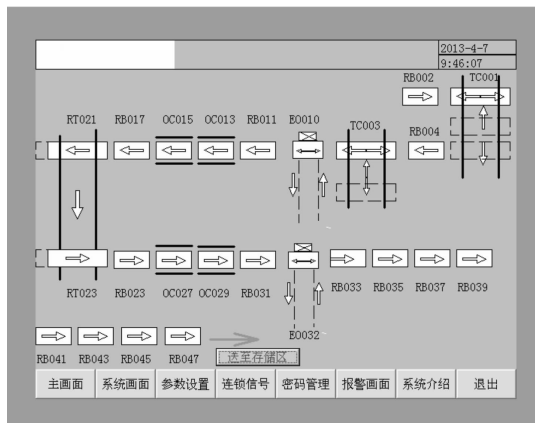 2013-4-7
9:46:07
RB002 TC001
RT021 RB017 OC015 OC013 RB011 EO010 TC003 RB004
RT023 RB023 OC027 OC029 RB031 RB033 RB035 RB037 RB039
EO032
RB041 RB043 RB045 RB047 送至存储区
主画面 系统画面 参数设置 连锁信号 密码管理 报警画面 系统介绍 退出